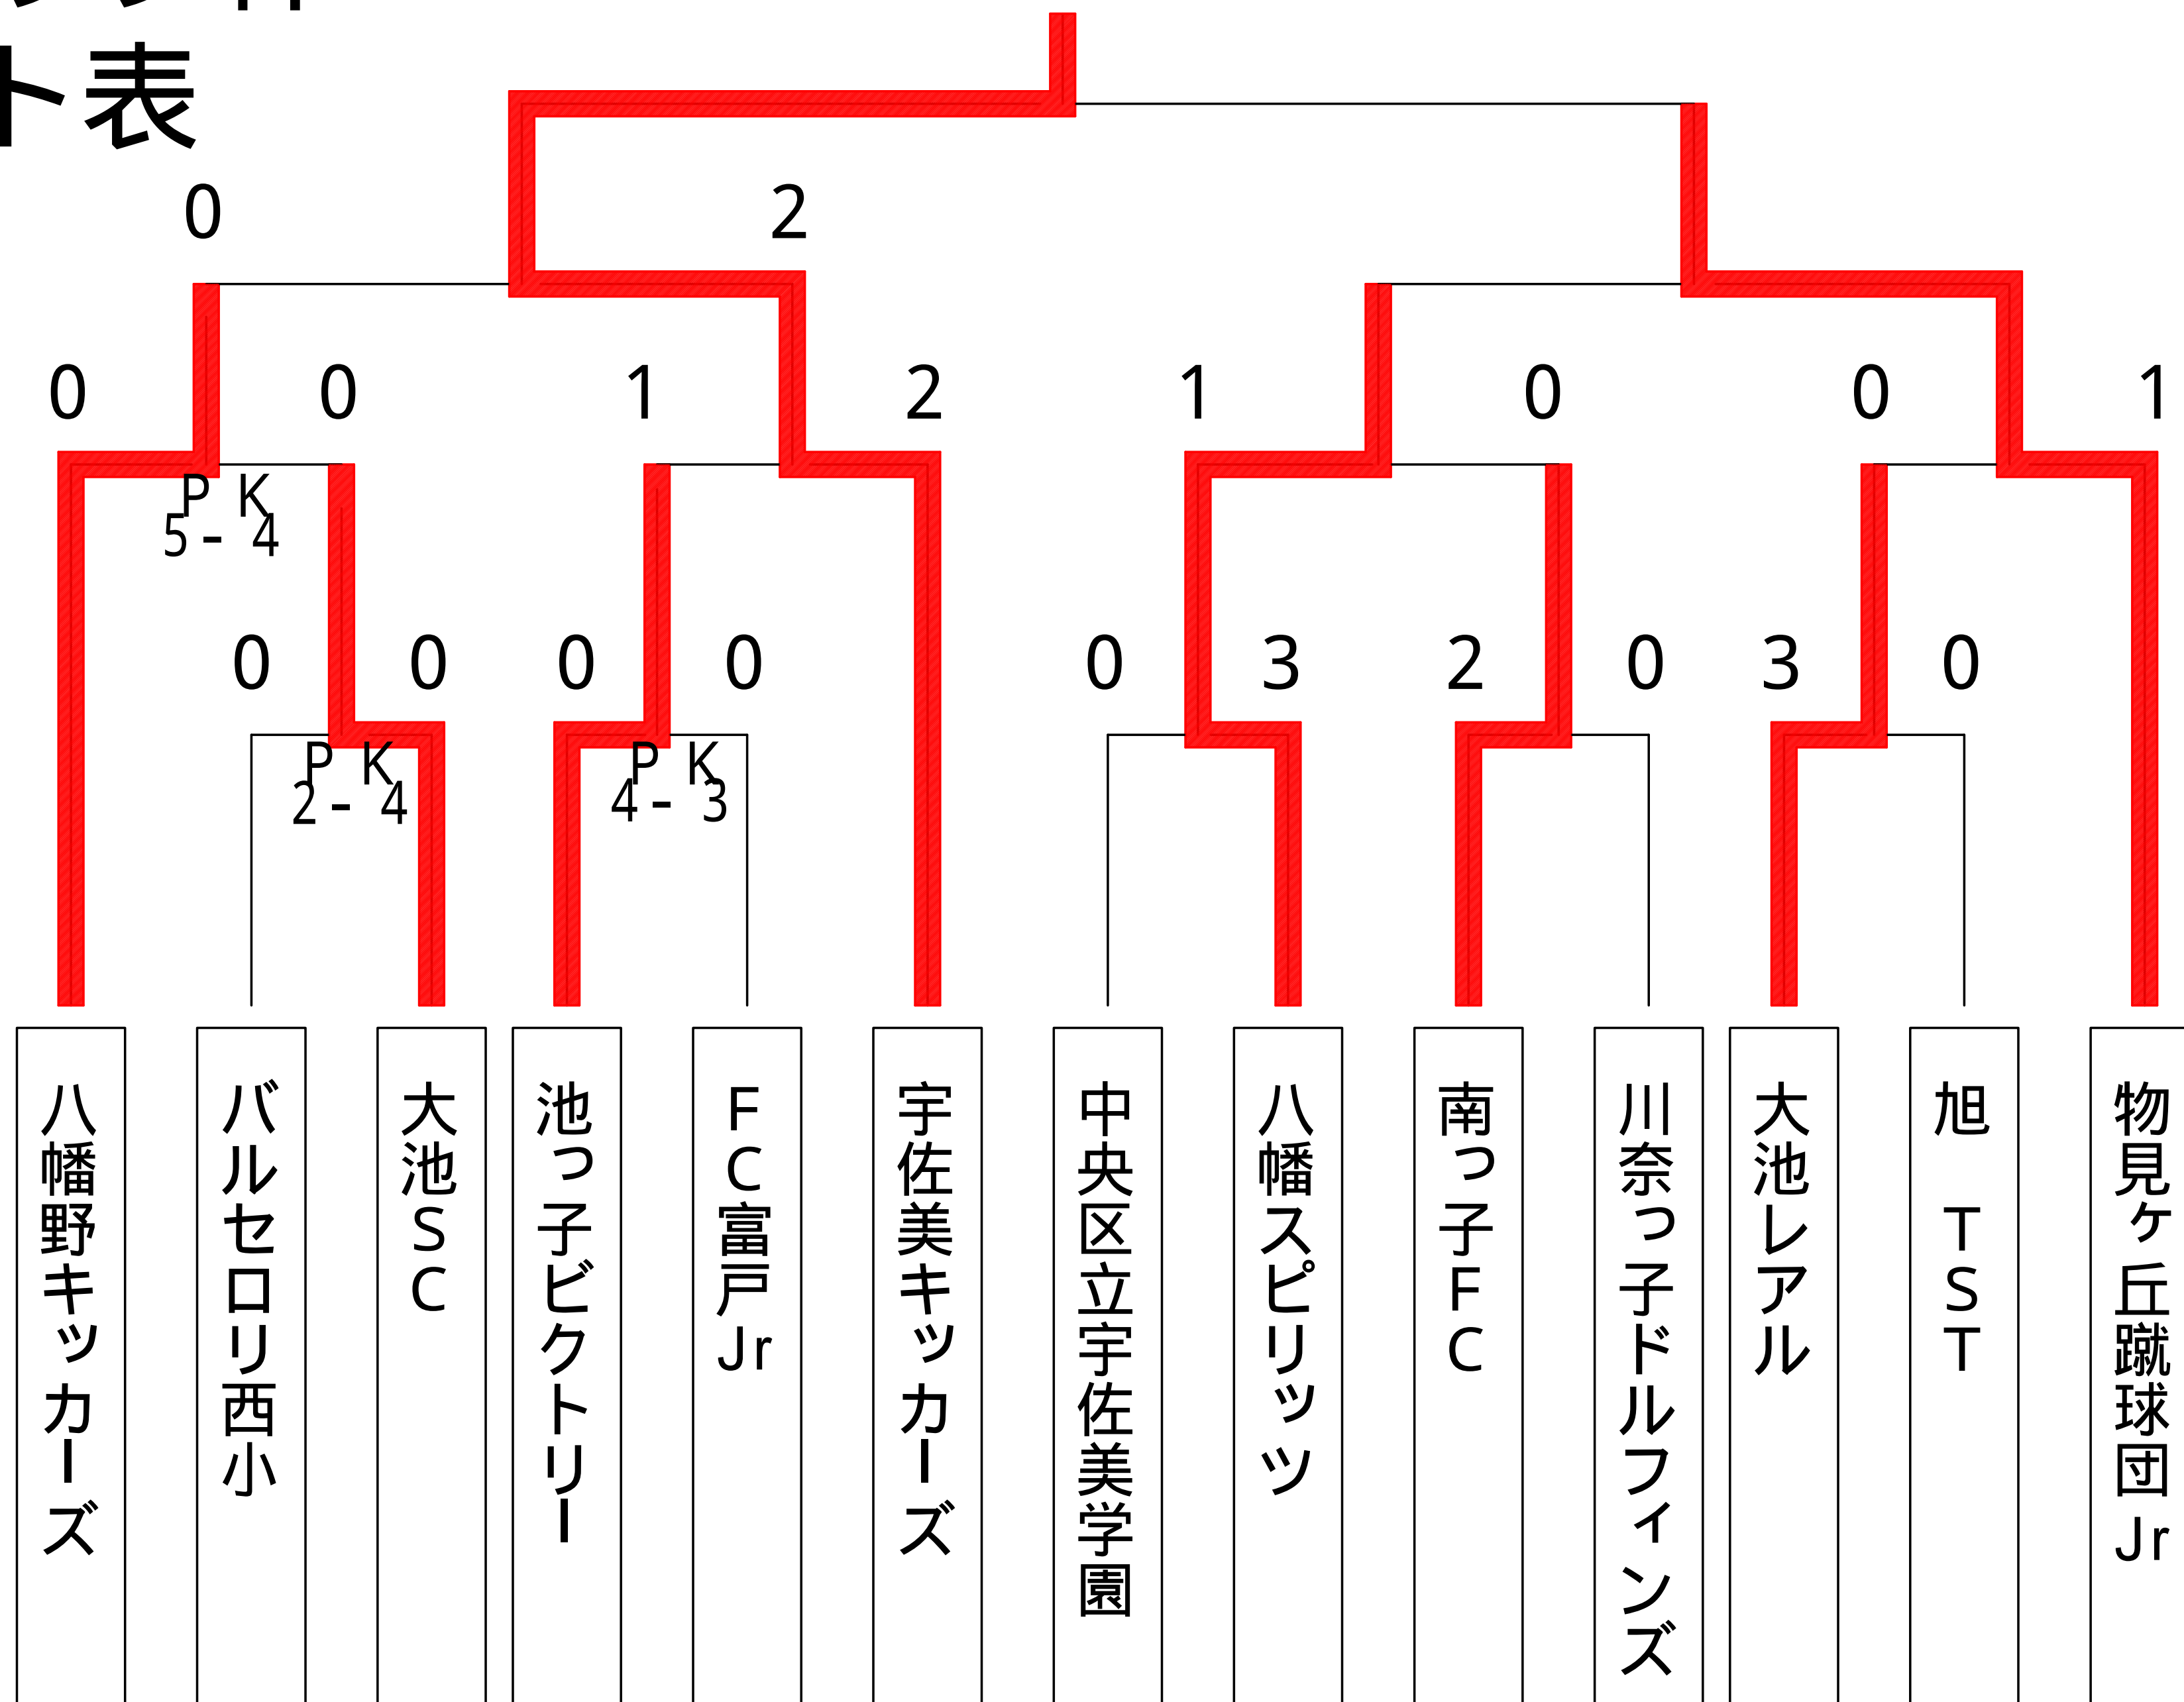 ト表
0 2
0 0 1 2 1 0 0 1
PK
5-4
0 0 0 0 0 3 2 0 3 0
PK
2-4
PK
4-3
八幡野キッカーズ
バルセロリ西小
大池SC
池っ子ビクトリー
FC富戸Jr
宇佐美キッカーズ
中央区立宇佐美学園
八幡スピリッツ
南っ子FC
川奈っ子ドルフィンズ
大池レアル
旭 TST
物見ヶ丘蹴球団Jr